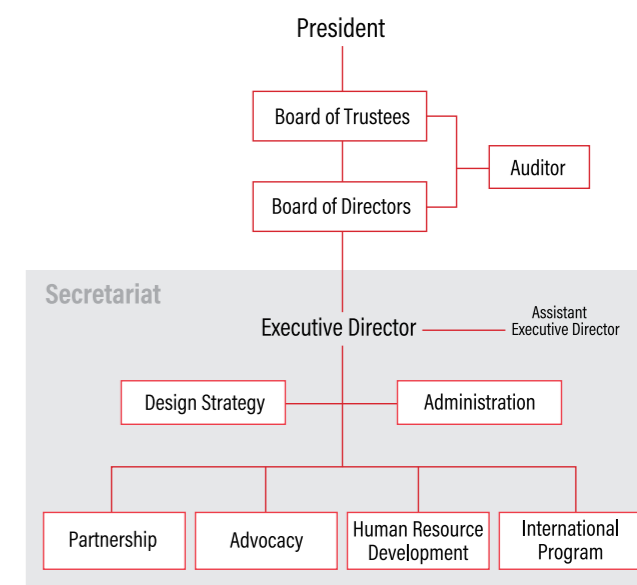 President
Board of Trustees
Auditor
Board of Directors
Secretariat
Executive Director
Assistant
Executive Director
Design Strategy
Administration
Partnership
Advocacy
Human Resource
Development
International
Program